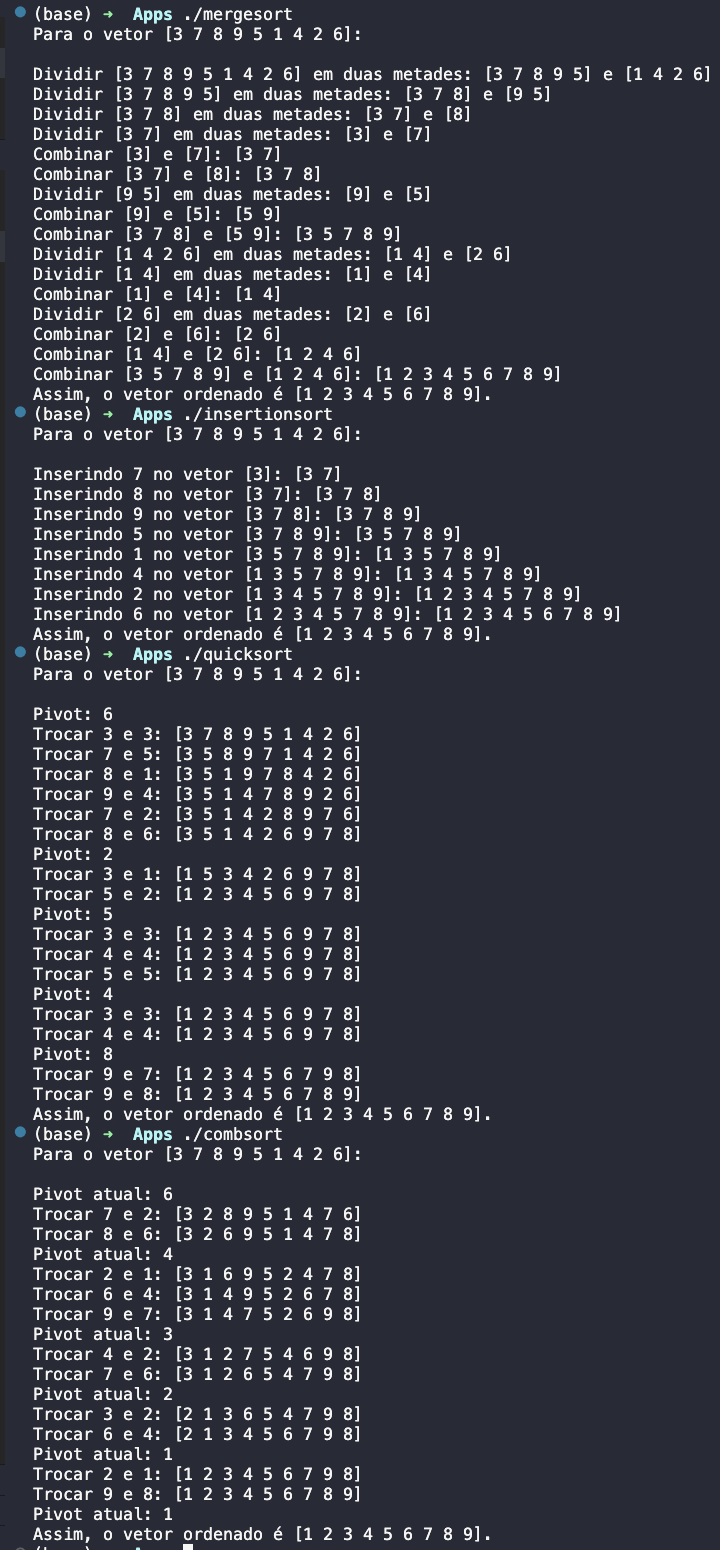 (base) → Apps ./mergesort
Para o vetor [3 7 8 9 5 1 4 2 6]:
Dividir [3 7 8 9 5 1 4 2 6] em duas metades: [3 7 8 9 5] e [1 4 2 6]
Dividir [3 7 8 9 5] em duas metades: [3 7 8] e [9 5]
Dividir [3 7 8] em duas metades: [3 7] e [8]
Dividir [3 7] em duas metades: [3] e [7]
Combinar [3] e [7]: [3 7]
Combinar [3 7] e [8]: [3 7 8]
Dividir [9 5] em duas metades: [9] e [5]
Combinar [9] e [5]: [5 9]
Combinar [3 7 8] e [5 9]: [3 5 7 8 9]
Dividir [1 4 2 6] em duas metades: [1 4] e [2 6]
Dividir [1 4] em duas metades: [1] e [4]
Combinar [1] e [4]: [1 4]
Dividir [2 6] em duas metades: [2] e [6]
Combinar [2] e [6]: [2 6]
Combinar [1 4] e [2 6]: [1 2 4 6]
Combinar [3 5 7 8 9] e [1 2 4 6]: [1 2 3 4 5 6 7 8 9]
Assim, o vetor ordenado é [1 2 3 4 5 6 7 8 9].
(base) → Apps ./insertionsort
Para o vetor [3 7 8 9 5 1 4 2 6]:
Inserindo 7 no vetor [3]: [3 7]
Inserindo 8 no vetor [3 7]: [3 7 8]
Inserindo 9 no vetor [3 7 8]: [3 7 8 9]
Inserindo 5 no vetor [3 7 8 9]: [3 5 7 8 9]
Inserindo 1 no vetor [3 5 7 8 9]: [1 3 5 7 8 9]
Inserindo 4 no vetor [1 3 5 7 8 9]: [1 3 4 5 7 8 9]
Inserindo 2 no vetor [1 3 4 5 7 8 9]: [1 2 3 4 5 7 8 9]
Inserindo 6 no vetor [1 2 3 4 5 7 8 9]: [1 2 3 4 5 6 7 8 9]
Assim, o vetor ordenado é [1 2 3 4 5 6 7 8 9].
(base) → Apps ./quicksort
Para o vetor [3 7 8 9 5 1 4 2 6]:
Pivot: 6
Trocar 3 e 3: [3 7 8 9 5 1 4 2 6]
Trocar 7 e 5: [3 5 8 9 7 1 4 2 6]
Trocar 8 e 1: [3 5 1 9 7 8 4 2 6]
Trocar 9 e 4: [3 5 1 4 7 8 9 2 6]
Trocar 7 e 2: [3 5 1 4 2 8 9 7 6]
Trocar 8 e 6: [3 5 1 4 2 6 9 7 8]
Pivot: 2
Trocar 3 e 1: [1 5 3 4 2 6 9 7 8]
Trocar 5 e 2: [1 2 3 4 5 6 9 7 8]
Pivot: 5
Trocar 3 e 3: [1 2 3 4 5 6 9 7 8]
Trocar 4 e 4: [1 2 3 4 5 6 9 7 8]
Trocar 5 e 5: [1 2 3 4 5 6 9 7 8]
Pivot: 4
Trocar 3 e 3: [1 2 3 4 5 6 9 7 8]
Trocar 4 e 4: [1 2 3 4 5 6 9 7 8]
Pivot: 8
Trocar 9 e 7: [1 2 3 4 5 6 7 9 8]
Trocar 9 e 8: [1 2 3 4 5 6 7 8 9]
Assim, o vetor ordenado é [1 2 3 4 5 6 7 8 9].
(base) → Apps ./combsort
Para o vetor [3 7 8 9 5 1 4 2 6]:
Pivot atual: 6
Trocar 7 e 2: [3 2 8 9 5 1 4 7 6]
Trocar 8 e 6: [3 2 6 9 5 1 4 7 8]
Pivot atual: 4
Trocar 2 e 1: [3 1 6 9 5 2 4 7 8]
Trocar 6 e 4: [3 1 4 9 5 2 6 7 8]
Trocar 9 e 7: [3 1 4 7 5 2 6 9 8]
Pivot atual: 3
Trocar 4 e 2: [3 1 2 7 5 4 6 9 8]
Trocar 7 e 6: [3 1 2 6 5 4 7 9 8]
Pivot atual: 2
Trocar 3 e 2: [2 1 3 6 5 4 7 9 8]
Trocar 6 e 4: [2 1 3 4 5 6 7 9 8]
Pivot atual: 1
Trocar 2 e 1: [1 2 3 4 5 6 7 9 8]
Trocar 9 e 8: [1 2 3 4 5 6 7 8 9]
Pivot atual: 1
Assim, o vetor ordenado é [1 2 3 4 5 6 7 8 9].